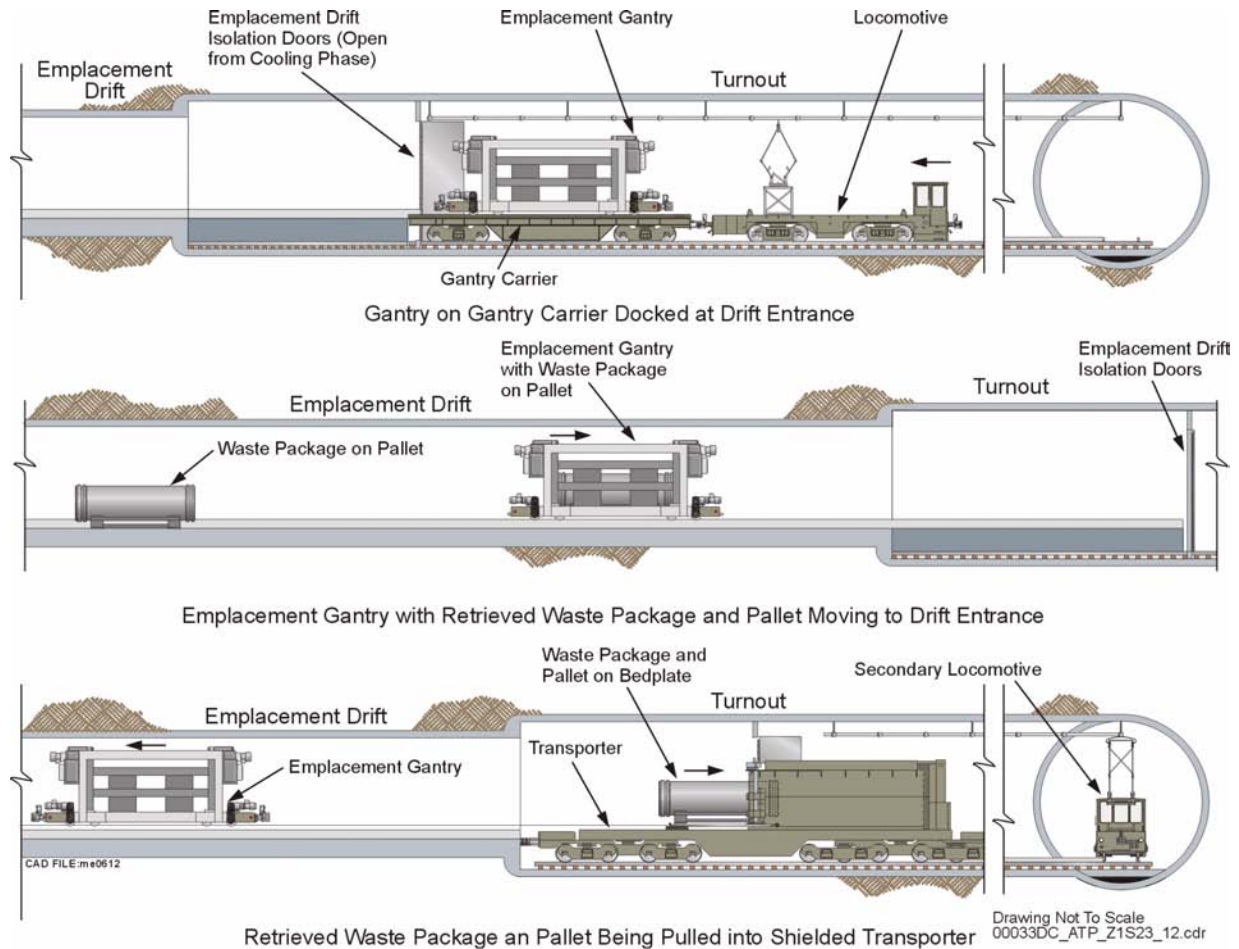 Emplacement Drift
Isolation Doors (Open
from Cooling Phase)
Emplacement Gantry
Locomotive
Emplacement
Drift
Turnout
Gantry Carrier
Gantry on Gantry Carrier Docked at Drift Entrance
Emplacement Gantry
with Waste Package
on Pallet
Emplacement Drift
Isolation Doors
Turnout
Emplacement Drift
Waste Package on Pallet
Emplacement Gantry with Retrieved Waste Package and Pallet Moving to Drift Entrance
Waste Package and
Pallet on Bedplate
Secondary Locomotive
Turnout
Emplacement Drift
Transporter
Emplacement Gantry
CAD FILE:me0612
Drawing Not To Scale
00033DC_ATP_Z1S23_12.cdr
Retrieved Waste Package an Pallet Being Pulled into Shielded Transporter